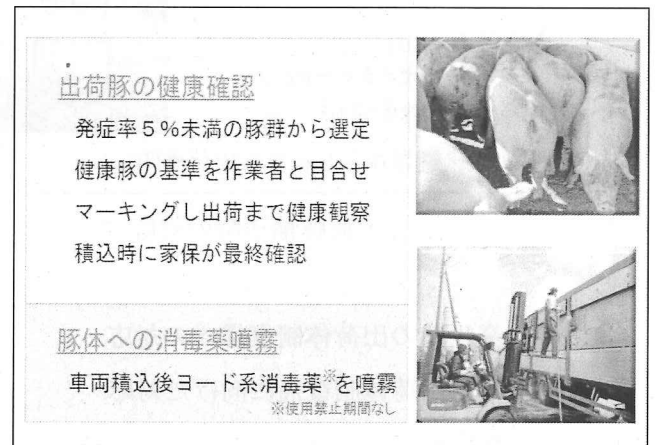 出荷豚の健康確認
発症率５％未満の豚群から選定
健康豚の基準を作業者と目合せ
マーキングし出荷まで健康観察
積込時に家保が最終確認
豚体への消毒薬噴霧
車両積込後ヨード系消毒薬※を噴霧
※使用禁止期間なし